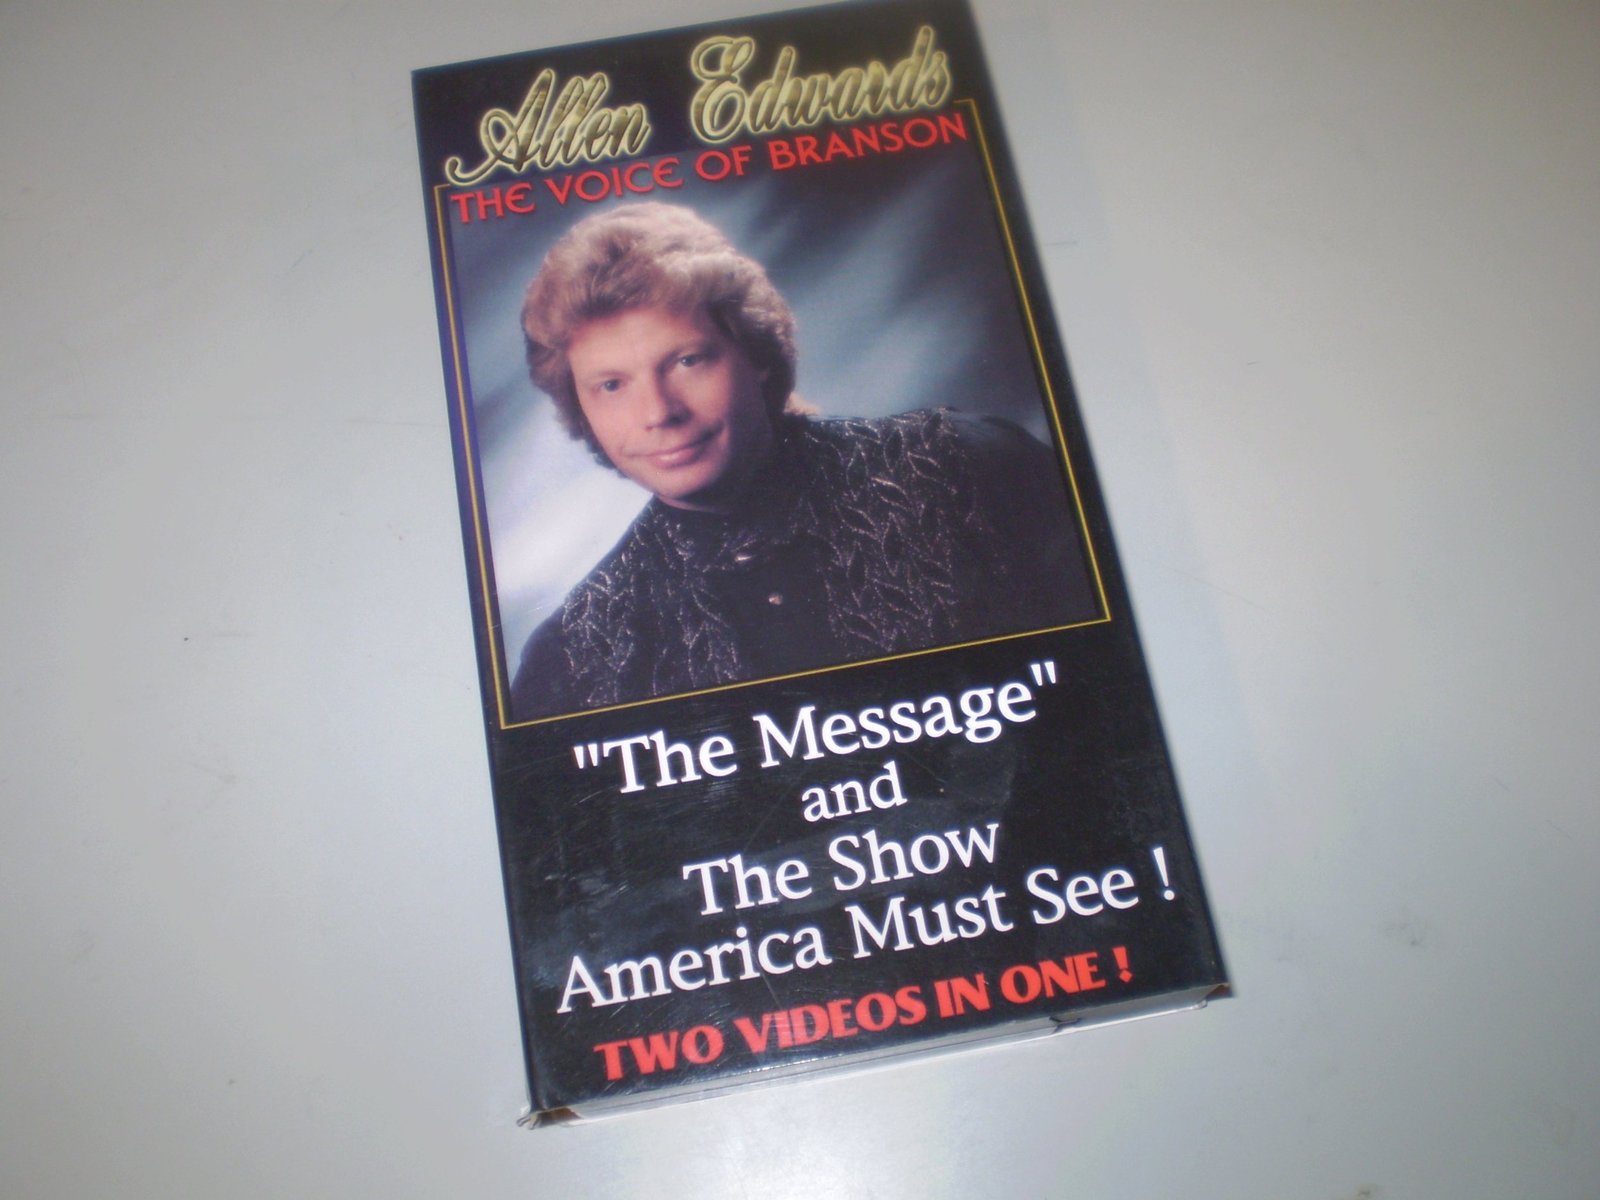 Allen Edwards
THE VOICE OF BRANSON
"The Message"
and
The Show
America Must See !
TWO VIDEOS IN ONE !